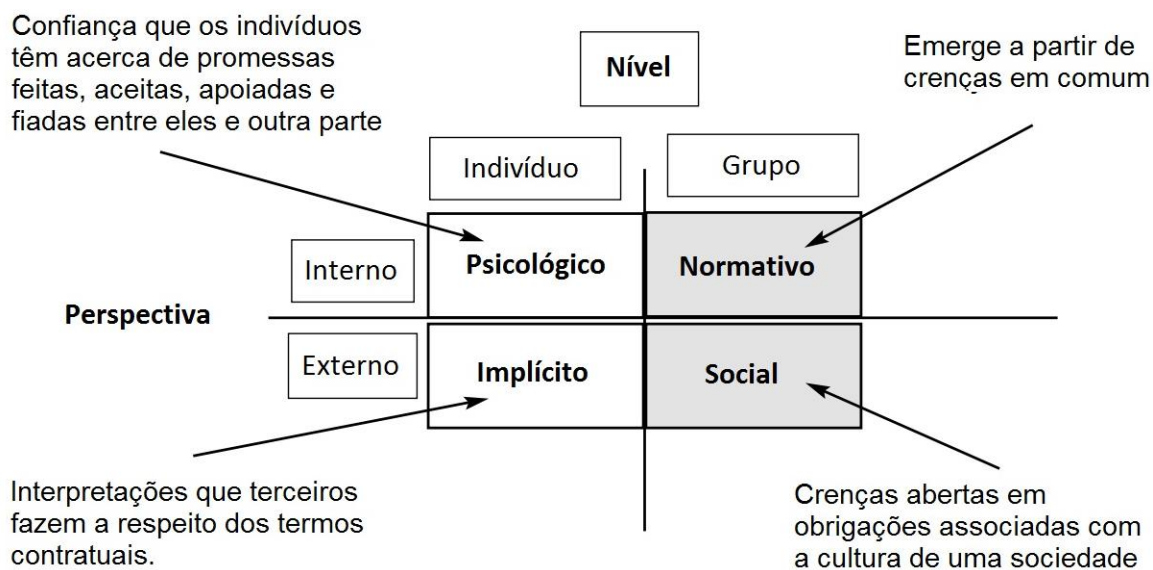 Confiança que os indivíduos
têm acerca de promessas
feitas, aceitas, apoiadas e
fiadas entre eles e outra parte
Nível
Emerge a partir de
crenças em comum
Indivíduo
Grupo
Interno
Psicológico
Normativo
Perspectiva
Externo
Implícito
Social
Interpretações que terceiros
fazem a respeito dos termos
contratuais.
Crenças abertas em
obrigações associadas com
a cultura de uma sociedade